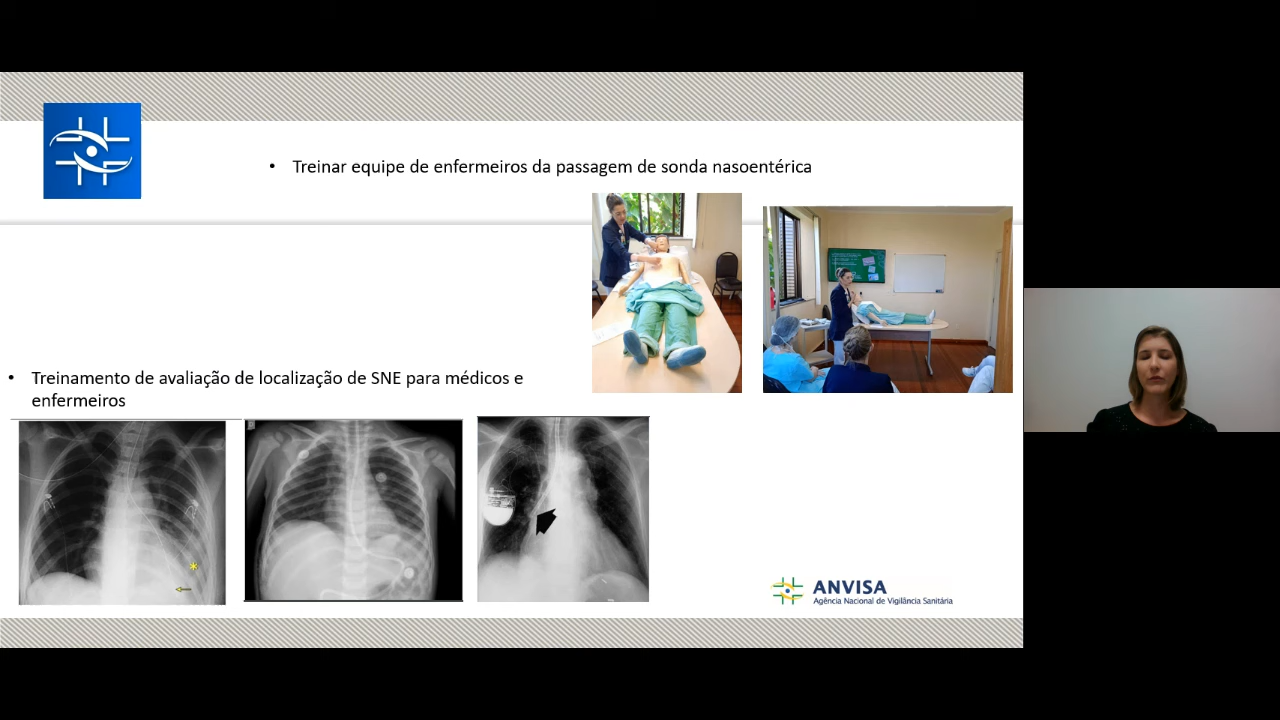 • Treinar equipe de enfermeiros da passagem de sonda nasoentérica
• Treinamento de avaliação de localização de SNE para médicos e
enfermeiros
ANVISA
Agência Nacional de Vigilância Sanitária